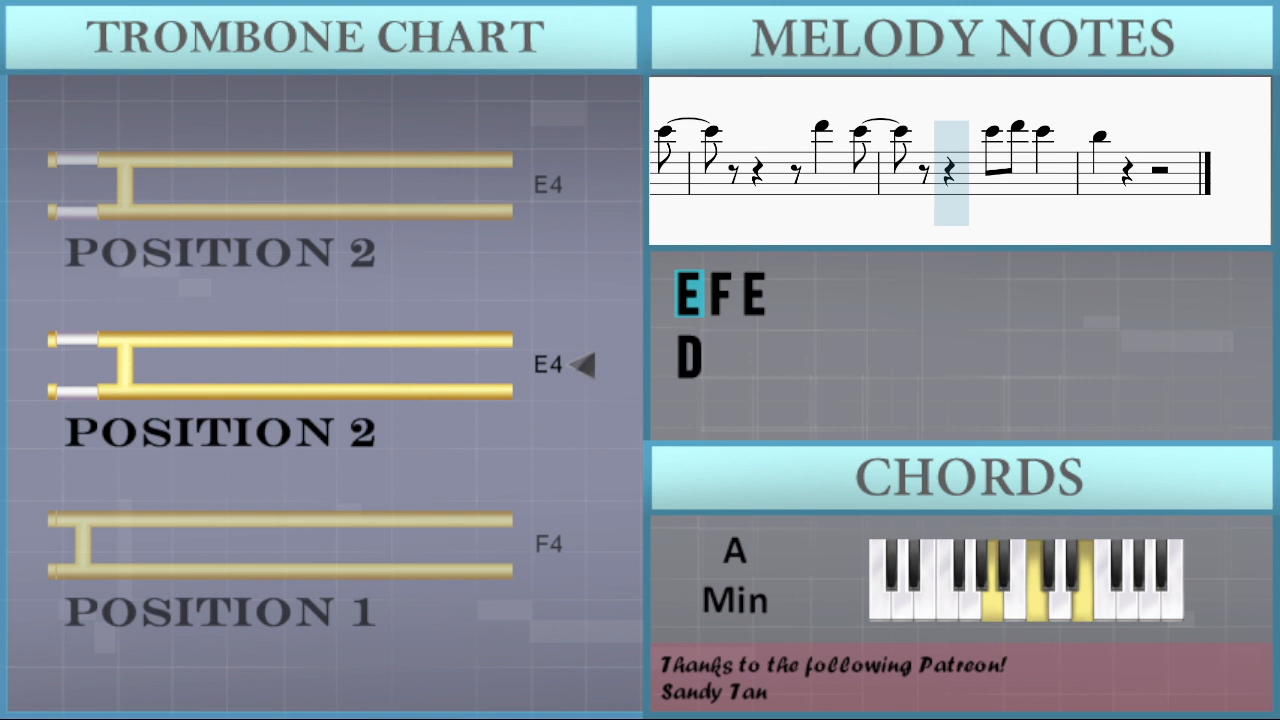 TROMBONE CHART
E4
POSITION 2
E4
POSITION 2
F4
POSITION 1
MELODY NOTES
E F E
D
CHORDS
A
Min
Thanks to the following Patreon!
Sandy Tan